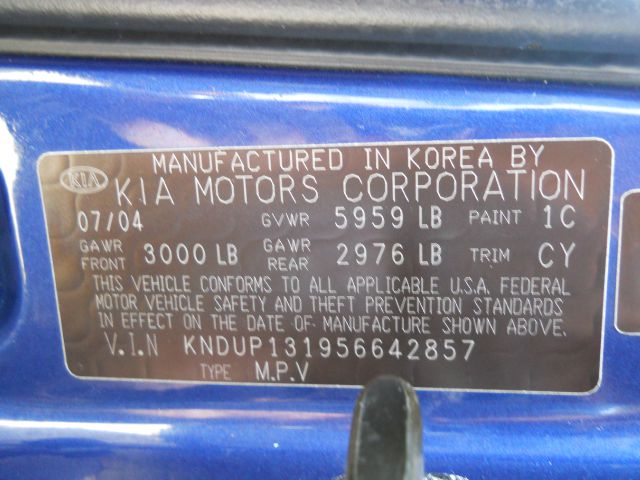 MANUFACTURED IN KOREA BY
KIA KIA MOTORS CORPORATION
07/04 GVWR 5959 LB PAINT 1C
GAWR FRONT 3000 LB GAWR REAR 2976 LB TRIM CY
THIS VEHICLE CONFORMS TO ALL APPLICABLE U.S.A. FEDERAL
MOTOR VEHICLE SAFETY AND THEFT PREVENTION STANDARDS
IN EFFECT ON THE DATE OF MANUFACTURE SHOWN ABOVE.
V.I.N KNDUP131956642857
TYPE M.P.V